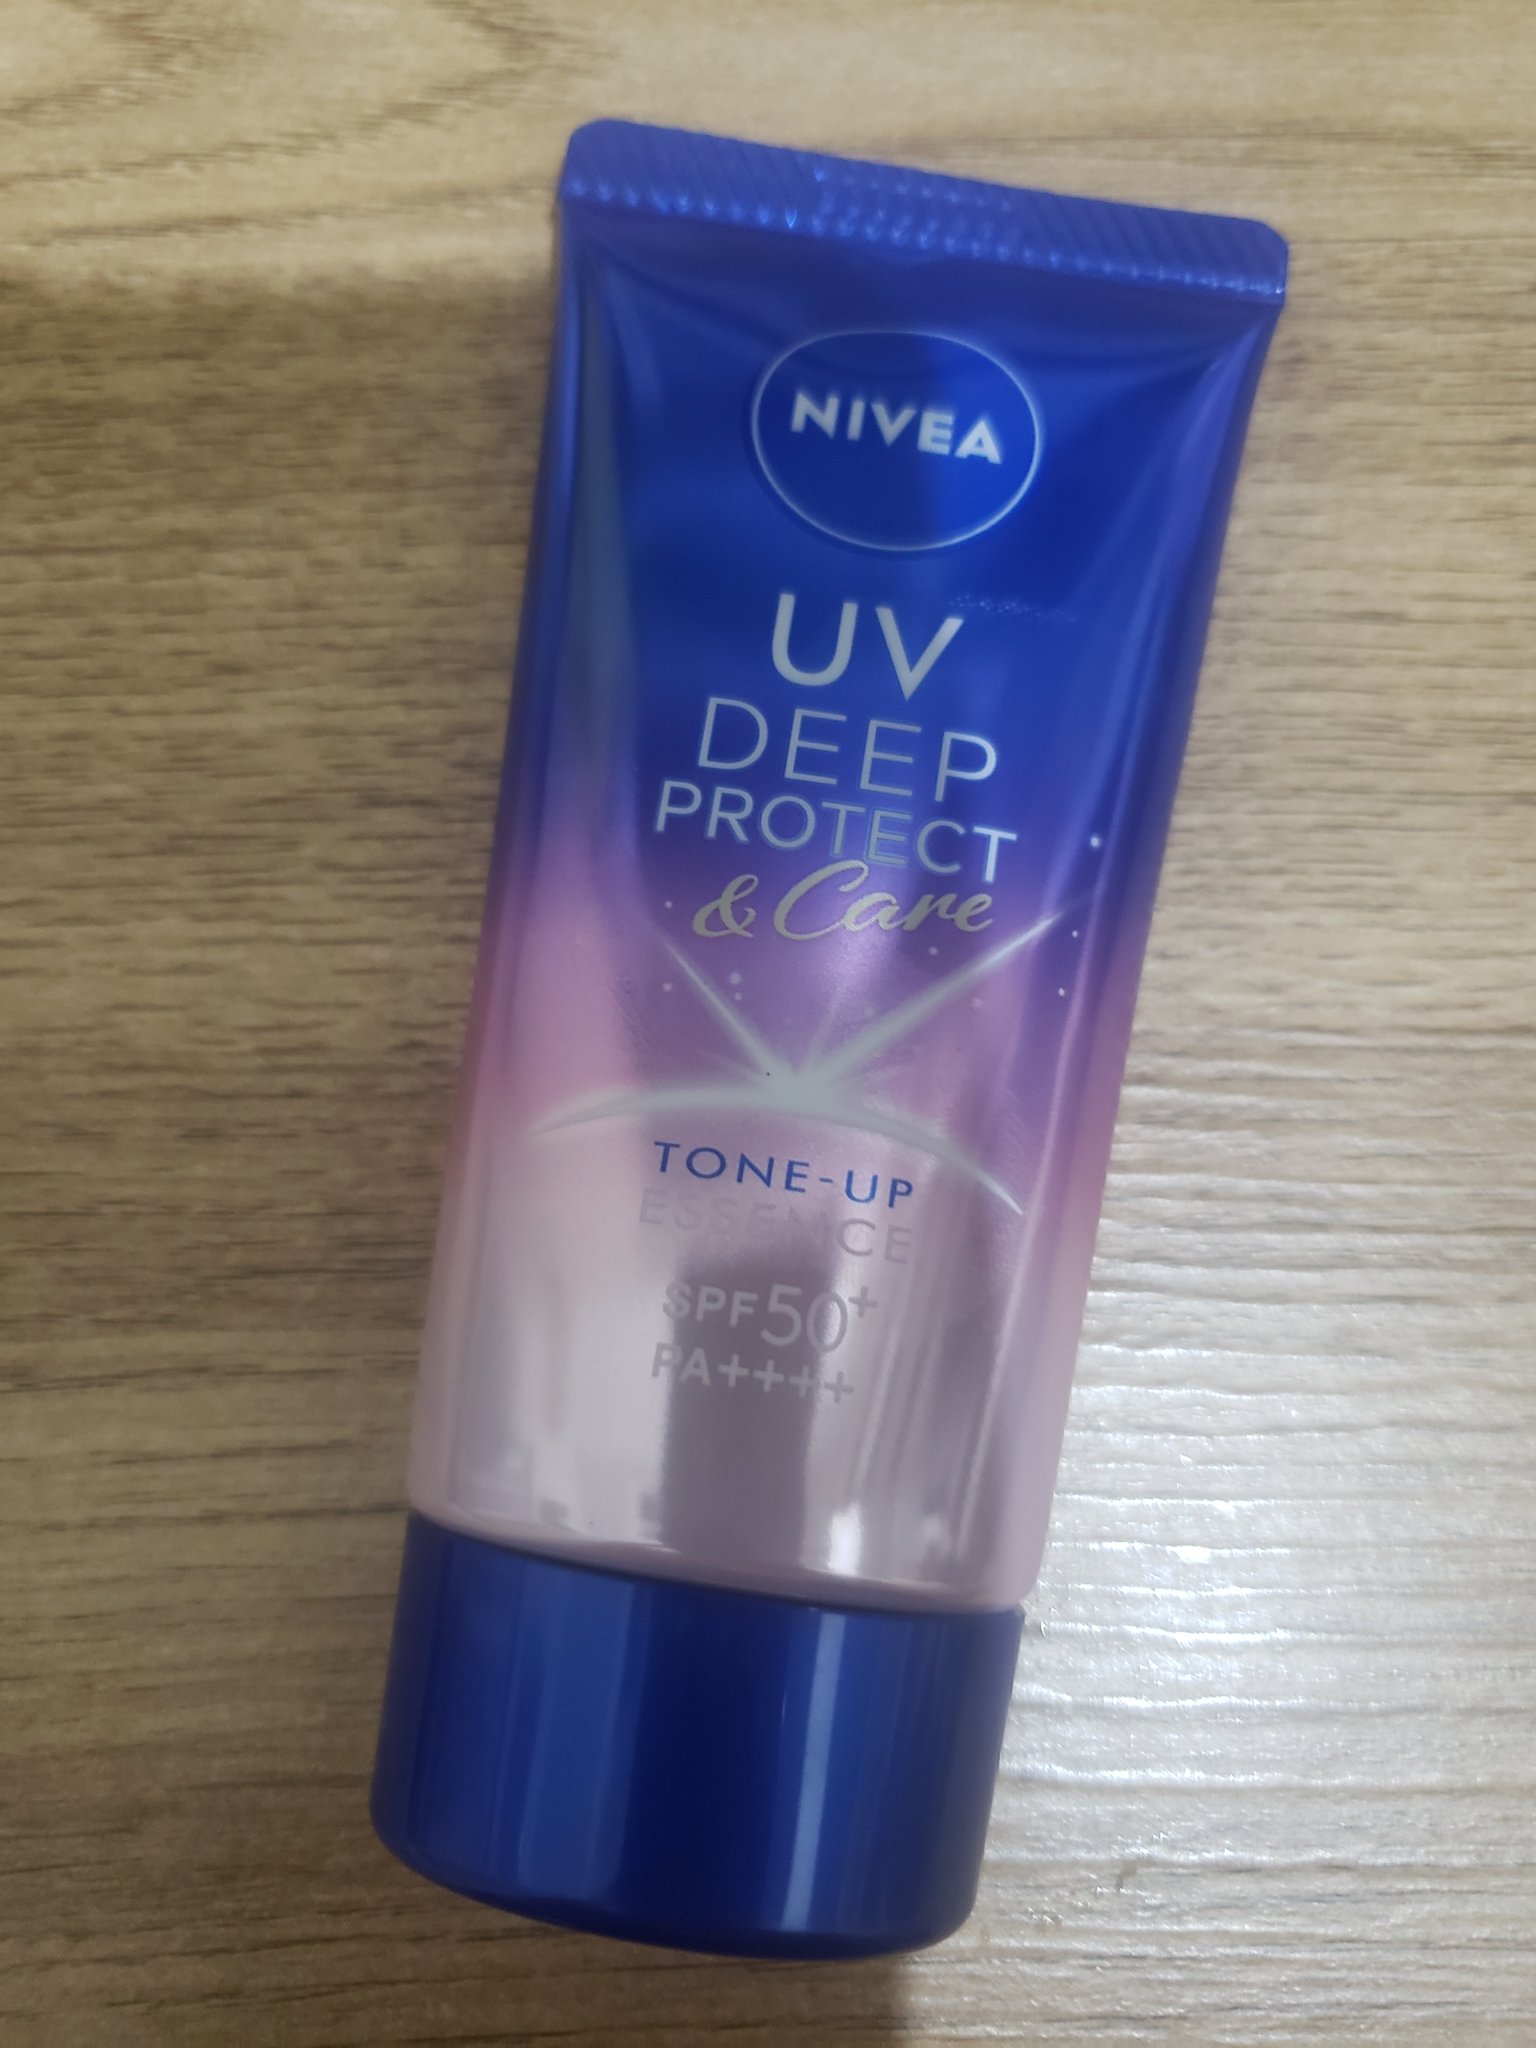 NIVEA
UV
DEEP
PROTECT
& Care
TONE-UP
ESSENCE
SPF50+
PA++++